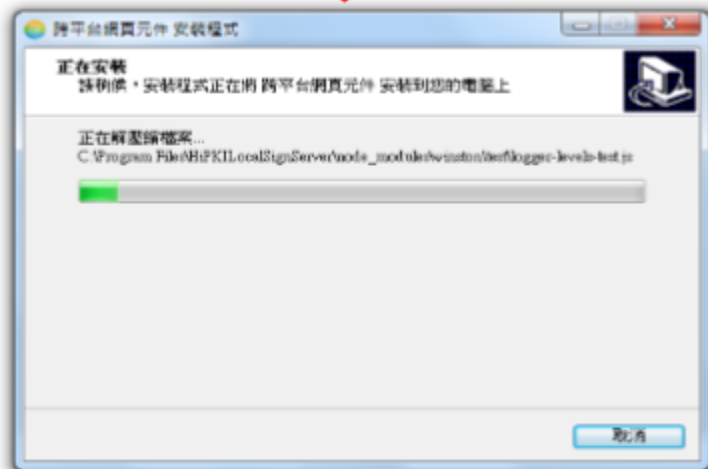 跨平台網頁元件 安裝程式
正在安裝
請稍候，安裝程式正在將 跨平台網頁元件 安裝到您的電腦上
正在解壓縮檔案...
C:\Program Files\HiPKILocalSignServer\node_modules\winston\test\logger-levels-test.js
取消